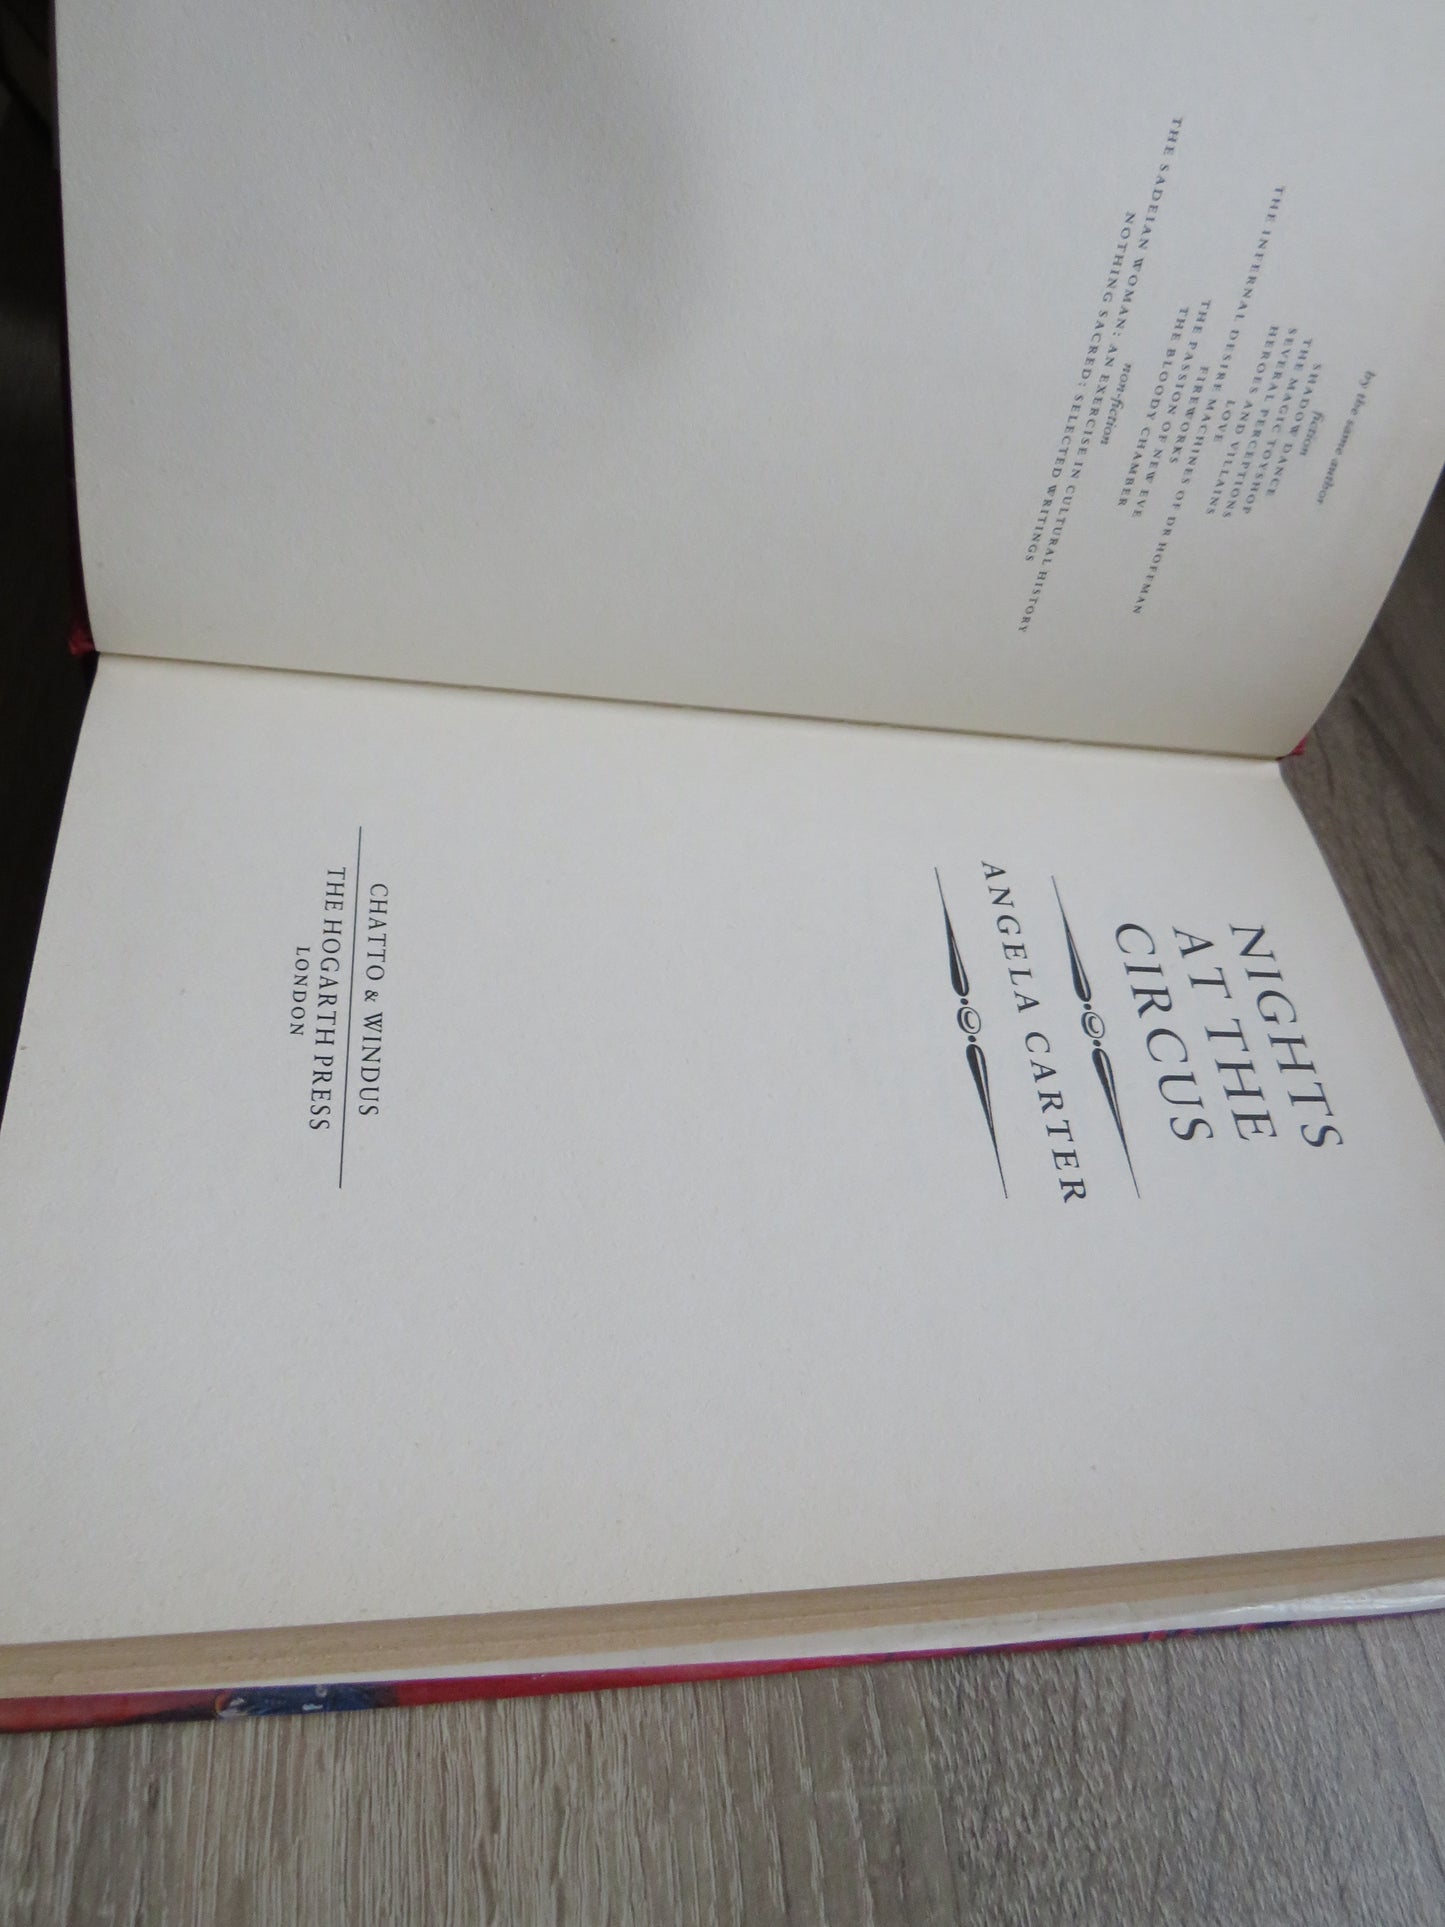 by the same author
fiction
SHADOW DANCE
THE MAGIC TOYSHOP
SEVERAL PERCEPTIONS
HEROES AND VILLAINS
LOVE
THE INFERNAL DESIRE MACHINES OF DR HOFFMAN
FIREWORKS
THE PASSION OF NEW EVE
THE BLOODY CHAMBER
non-fiction
THE SADEIAN WOMAN: AN EXERCISE IN CULTURAL HISTORY
NOTHING SACRED: SELECTED WRITINGS
NIGHTS
AT THE
CIRCUS
ANGELA CARTER
CHATTO & WINDUS
THE HOGARTH PRESS
LONDON